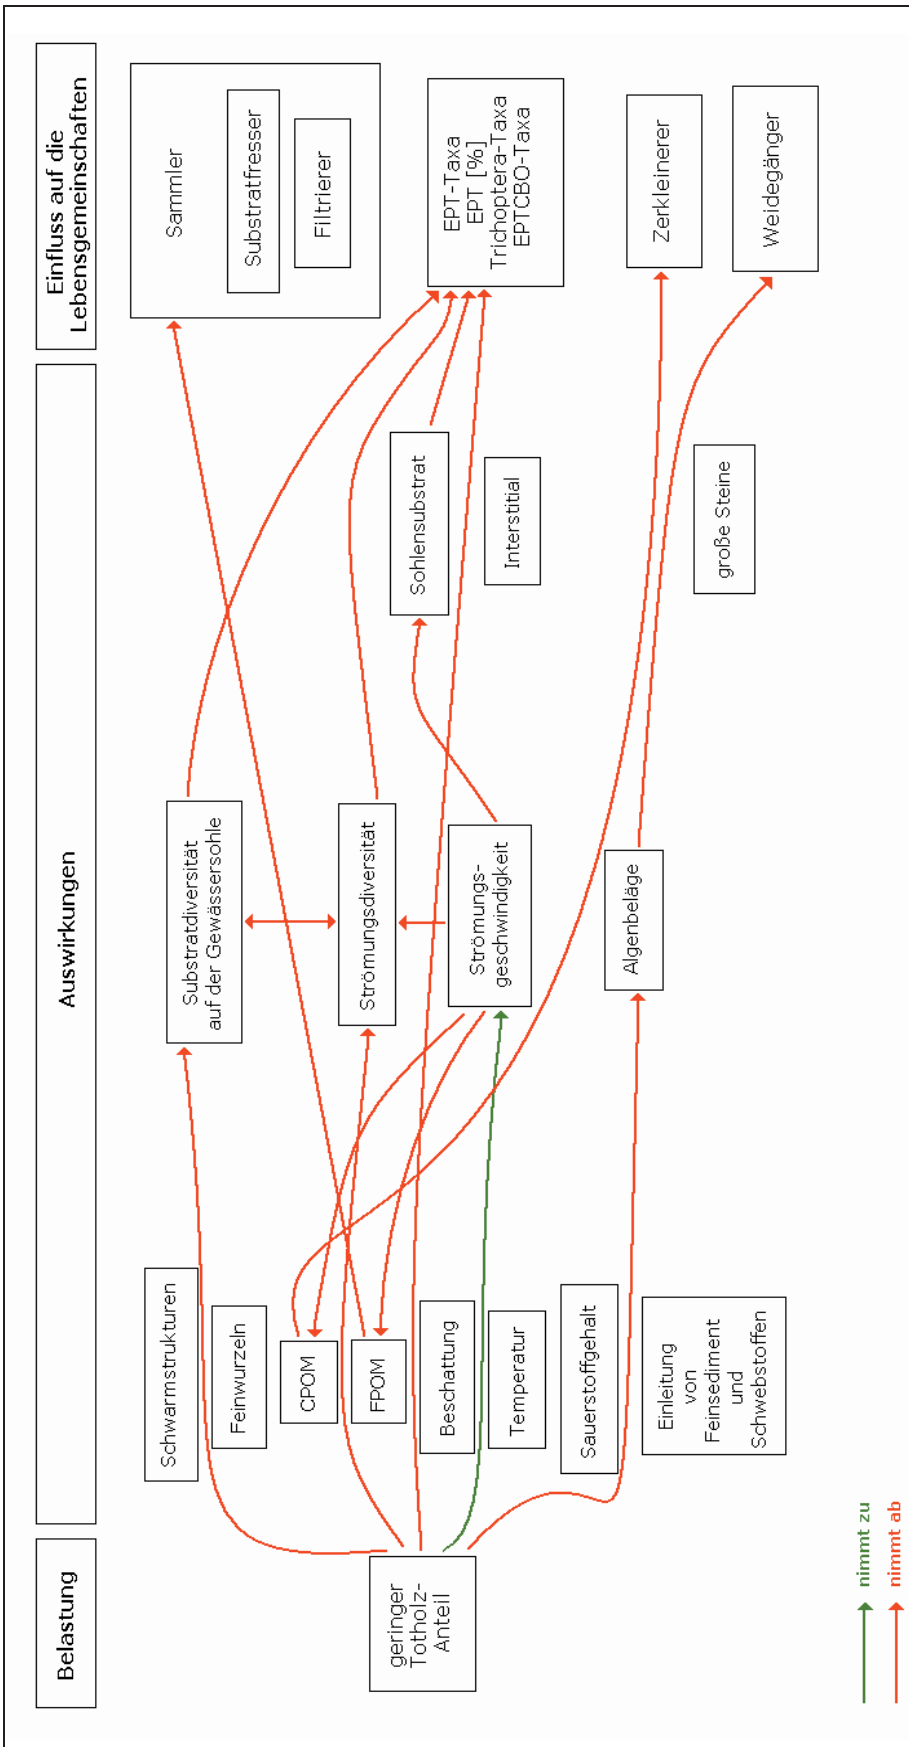 Belastung
Auswirkungen
Einfluss auf die
Lebensgemeinschaften
geringer
Totholz-
Anteil
Schwarmstrukturen
Feinwurzeln
CPOM
FPOM
Beschattung
Temperatur
Sauerstoffgehalt
Einleitung
von
Feinsediment
und
Schwebstoffen
Substratdiversität
auf der Gewässersohle
Strömungsdiversität
Strömungs-
geschwindigkeit
Algenbeläge
Sohlensubstrat
Interstitial
große Steine
Sammler
Substratfresser
Filtrierer
EPT-Taxa
EPT [%]
Trichoptera-Taxa
EPTCBO-Taxa
Zerkleinerer
Weidegänger
nimmt zu
nimmt ab